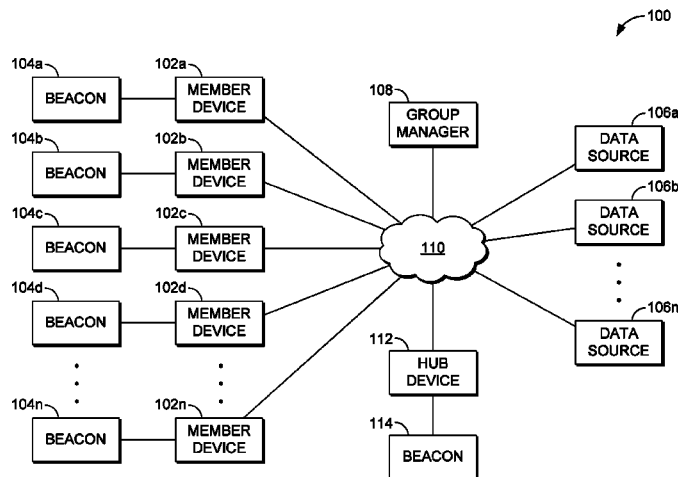 100
104a
BEACON
102a
MEMBER
DEVICE
104b
BEACON
102b
MEMBER
DEVICE
104c
BEACON
102c
MEMBER
DEVICE
104d
BEACON
102d
MEMBER
DEVICE
104n
BEACON
102n
MEMBER
DEVICE
108
GROUP
MANAGER
110
112
HUB
DEVICE
114
BEACON
106a
DATA
SOURCE
106b
DATA
SOURCE
106n
DATA
SOURCE